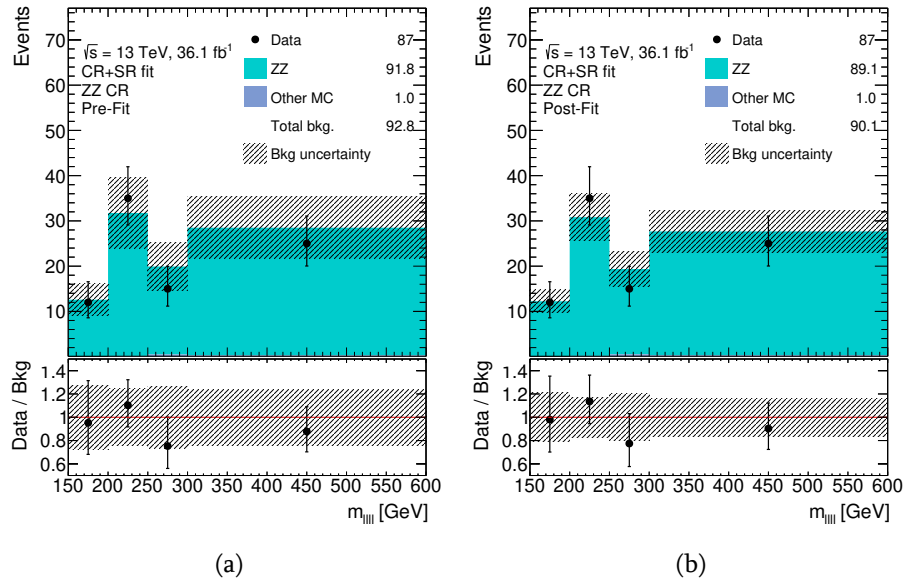 Events
70
60
50
40
30
20
10
√s = 13 TeV, 36.1 fb⁻¹
CR+SR fit
ZZ CR
Pre-Fit
Data 87
ZZ 91.8
Other MC 1.0
Total bkg. 92.8
Bkg uncertainty
Data / Bkg
1.4
1.2
1
0.8
0.6
150 200 250 300 350 400 450 500 550 600
m_llll [GeV]
(a)
Events
70
60
50
40
30
20
10
√s = 13 TeV, 36.1 fb⁻¹
CR+SR fit
ZZ CR
Post-Fit
Data 87
ZZ 89.1
Other MC 1.0
Total bkg. 90.1
Bkg uncertainty
Data / Bkg
1.4
1.2
1
0.8
0.6
150 200 250 300 350 400 450 500 550 600
m_llll [GeV]
(b)